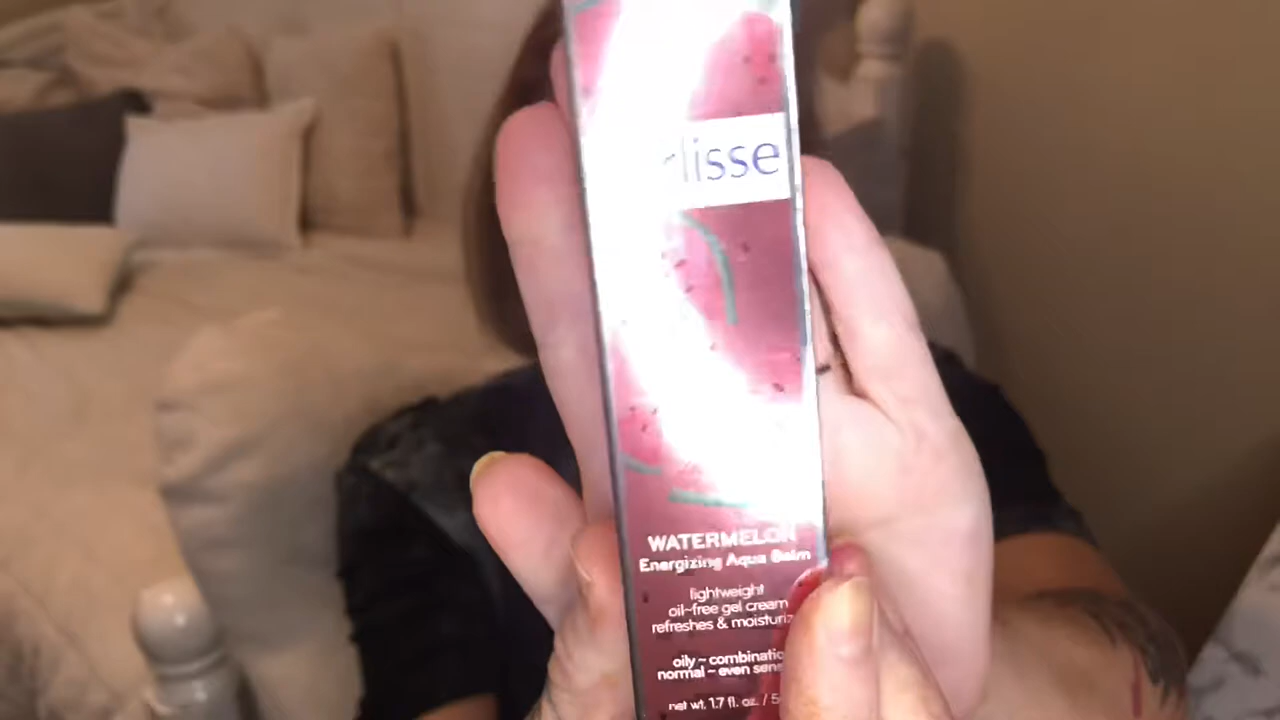 lisse
WATERMELON
Energizing Aqua Balm
lightweight
oil~free gel cream
refreshes & moisturiz
oily ~ combinatio
normal ~ even sens
net wt. 1.7 fl. oz. / 5